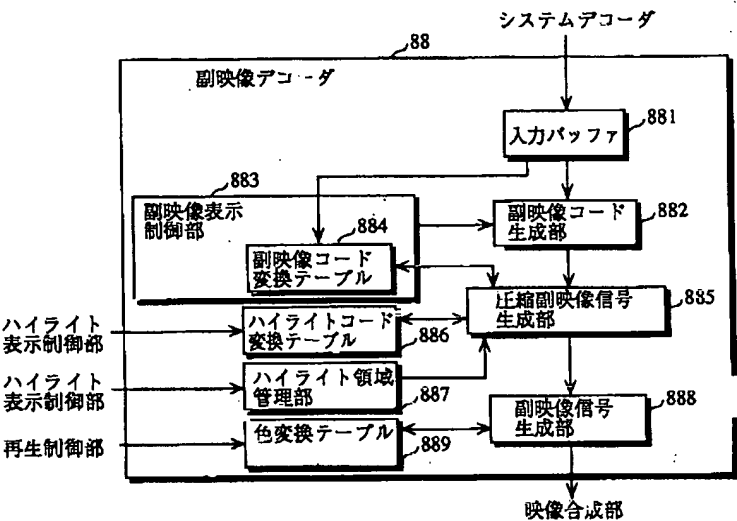 システムデコーダ
88
副映像デコーダ
入力バッファ
881
883
副映像表示
制御部
884
副映像コード
変換テーブル
副映像コード
生成部
882
圧縮副映像信号
生成部
885
ハイライト
表示制御部
ハイライトコード
変換テーブル
886
ハイライト
表示制御部
ハイライト領域
管理部
887
副映像信号
生成部
888
再生制御部
色変換テーブル
889
映像合成部